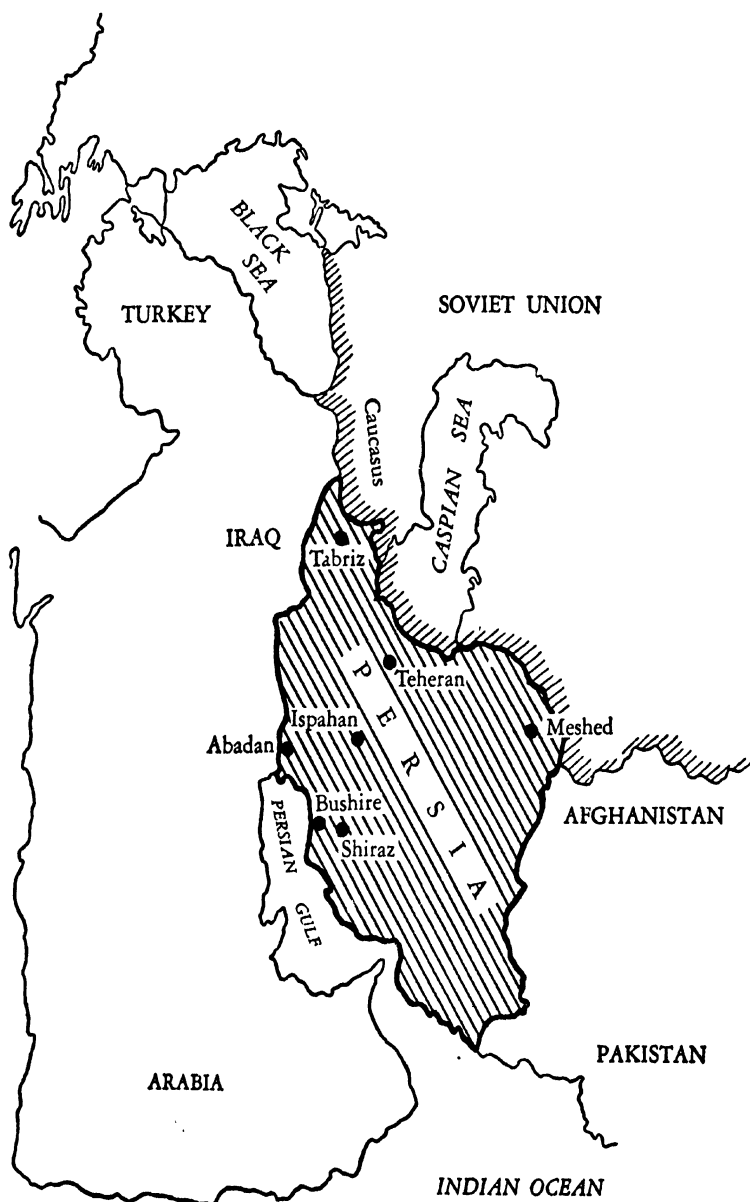 BLACK
SEA
TURKEY
SOVIET UNION
Caucasus
CASPIAN SEA
IRAQ
Tabriz
PERSIA
Teheran
Ispahan
Meshed
Abadan
Bushire
Shiraz
PERSIAN
GULF
AFGHANISTAN
PAKISTAN
ARABIA
INDIAN OCEAN